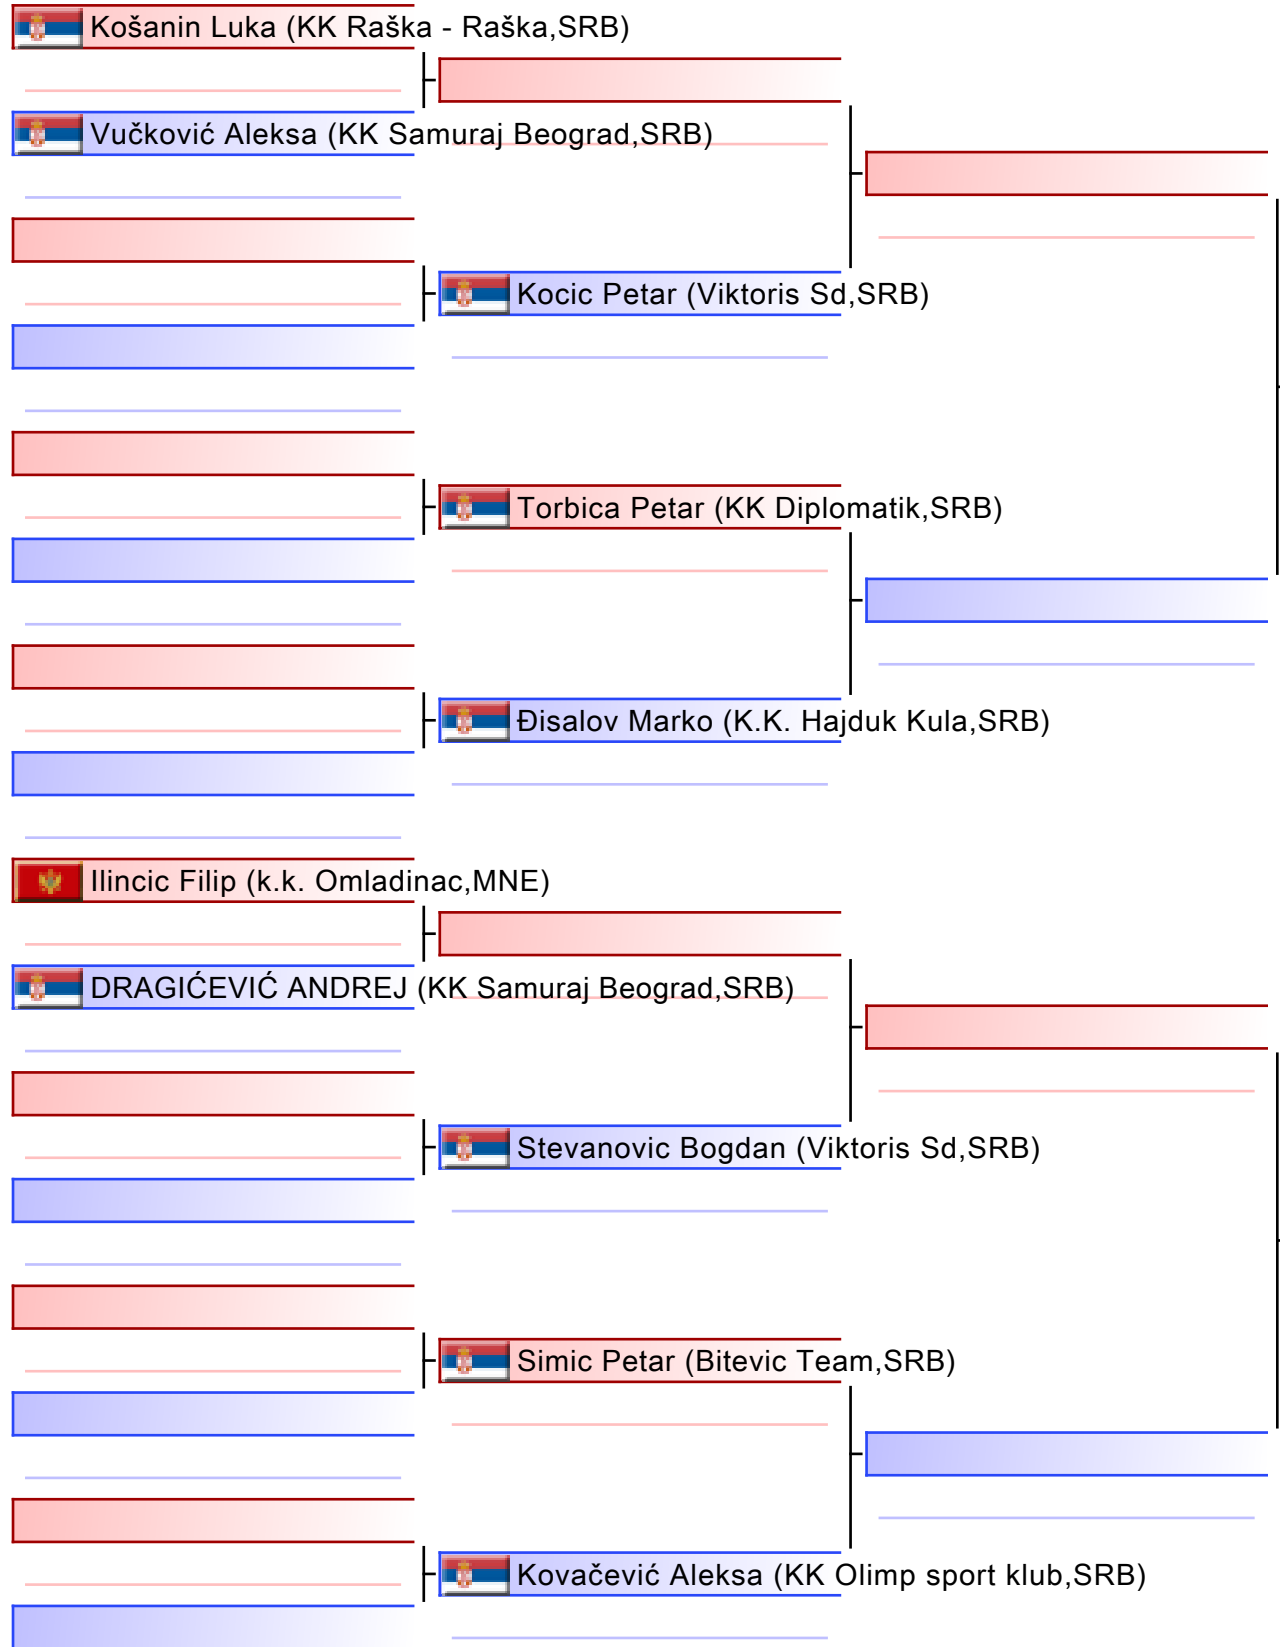 Košanin Luka (KK Raška - Raška,SRB)
Vučković Aleksa (KK Samuraj Beograd,SRB)
Kocic Petar (Viktoris Sd,SRB)
Torbica Petar (KK Diplomatik,SRB)
Đisalov Marko (K.K. Hajduk Kula,SRB)
Ilincic Filip (k.k. Omladinac,MNE)
DRAGIĆEVIĆ ANDREJ (KK Samuraj Beograd,SRB)
Stevanovic Bogdan (Viktoris Sd,SRB)
Simic Petar (Bitevic Team,SRB)
Kovačević Aleksa (KK Olimp sport klub,SRB)